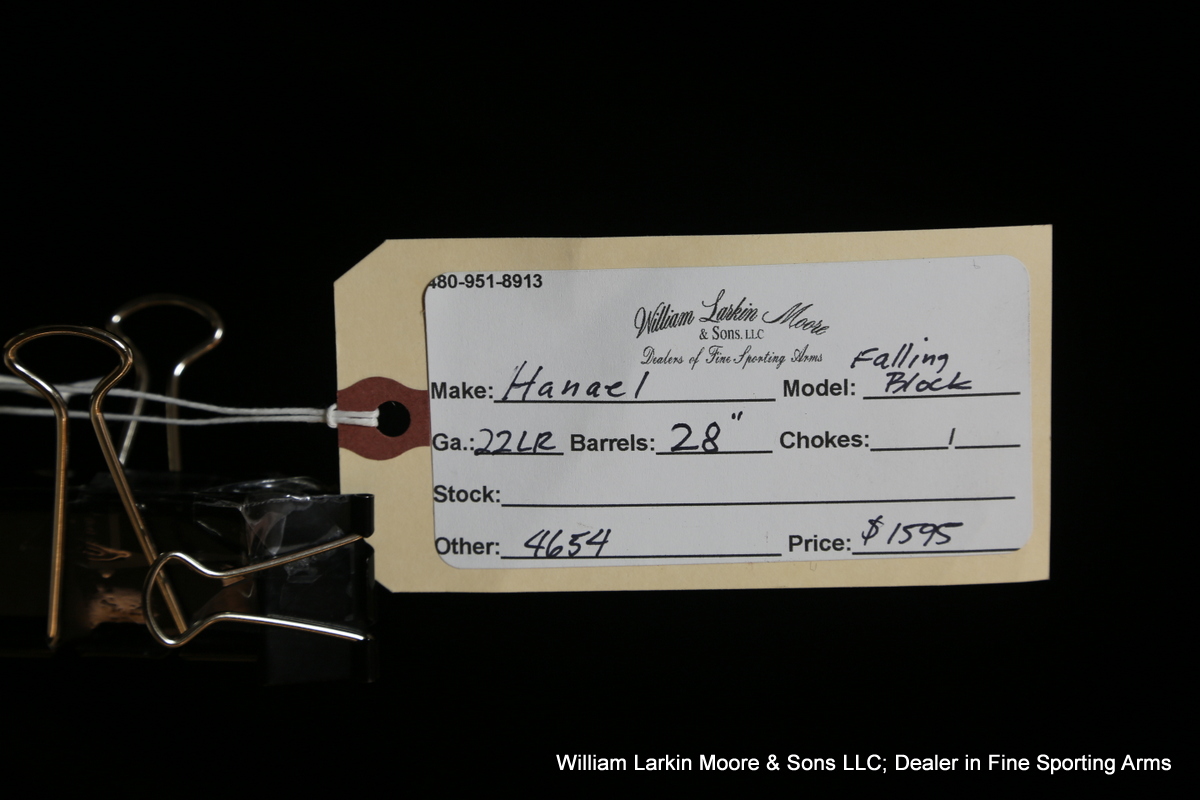 480-951-8913
William Larkin Moore
& Sons, LLC
Dealers of Fine Sporting Arms
Make: Hanael Model: Falling Block
Ga.: 22LR Barrels: 28" Chokes: /
Stock:
Other: 4654 Price: $1595
William Larkin Moore & Sons LLC; Dealer in Fine Sporting Arms